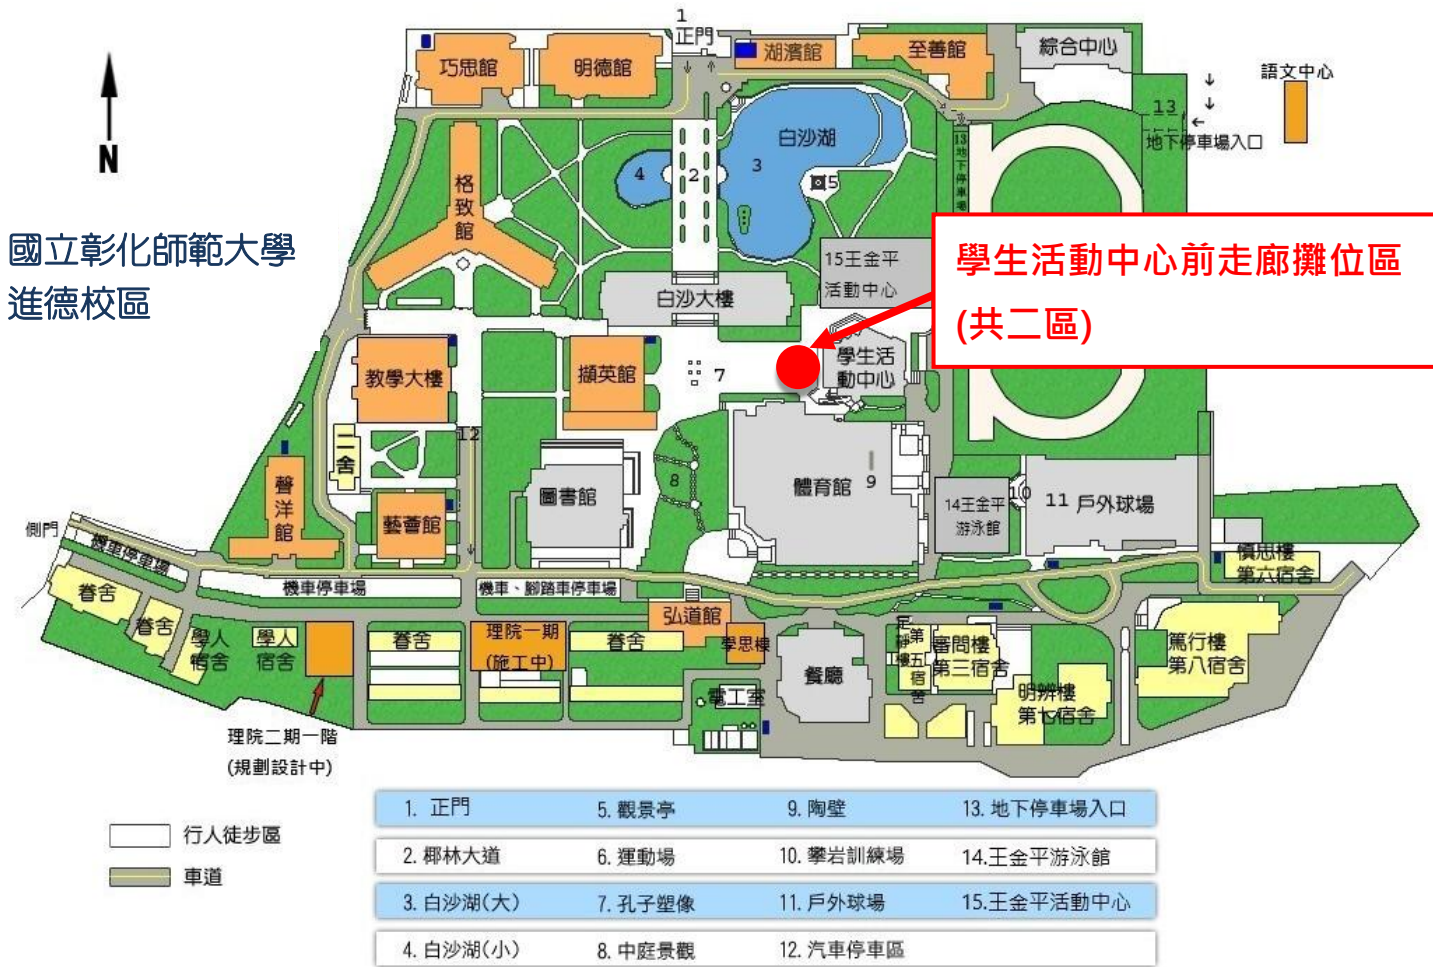 1
正門
巧思館
明德館
湖濱館
至善館
綜合中心
語文中心
13
地下停車場入口
N
白沙湖
13地下停車場
格致館
4
2
3
5
國立彰化師範大學
進德校區
學生活動中心前走廊攤位區
(共二區)
15王金平
活動中心
白沙大樓
學生活
動中心
教學大樓
擷英館
7
12
二舍
聲洋館
藝薈館
圖書館
8
體育館
9
14王金平
游泳館
10
11 戶外球場
側門
機車停車場
機車停車場
機車、腳踏車停車場
慎思樓
第六宿舍
眷舍
眷舍
學人
宿舍
學人
宿舍
眷舍
理院一期
(施工中)
眷舍
弘道館
學思樓
電工室
餐廳
定靜樓
第五宿舍
審問樓
第三宿舍
明辨樓
第七宿舍
篤行樓
第八宿舍
理院二期一階
(規劃設計中)
行人徒步區
車道
1. 正門 5. 觀景亭 9. 陶壁 13. 地下停車場入口
2. 椰林大道 6. 運動場 10. 攀岩訓練場 14.王金平游泳館
3. 白沙湖(大) 7. 孔子塑像 11. 戶外球場 15.王金平活動中心
4. 白沙湖(小) 8. 中庭景觀 12. 汽車停車區